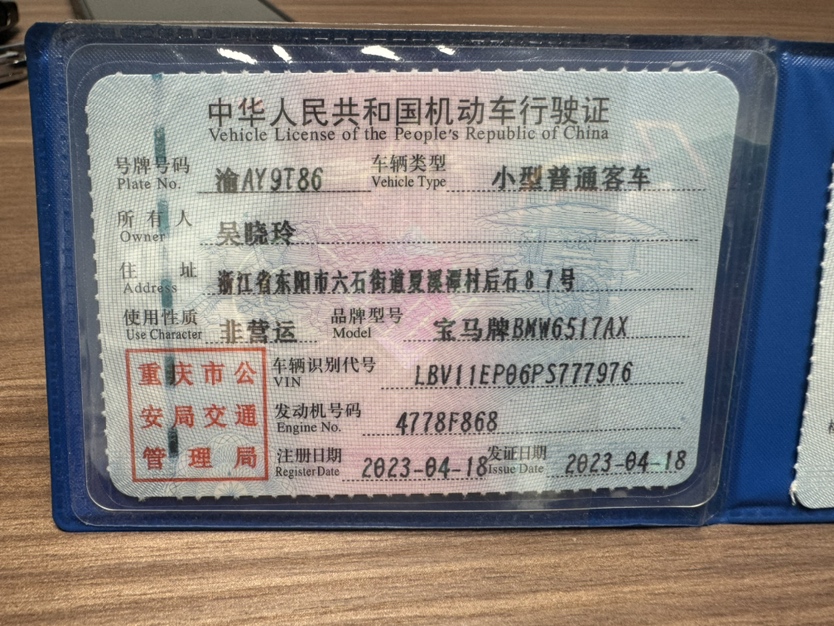 中华人民共和国机动车行驶证
Vehicle License of the People's Republic of China
号牌号码 渝AY9T86 车辆类型 小型普通客车
Plate No. Vehicle Type
所有人 吴晓玲
Owner
住址 浙江省东阳市六石街道夏溪潭村后石87号
Address
使用性质 非营运 品牌型号 宝马牌BMW6517AX
Use Character Model
重庆市公
安局交通
管理局
车辆识别代号 LBV11EP06PS777976
VIN
发动机号码 4778F868
Engine No.
注册日期 2023-04-18 发证日期 2023-04-18
Register Date Issue Date